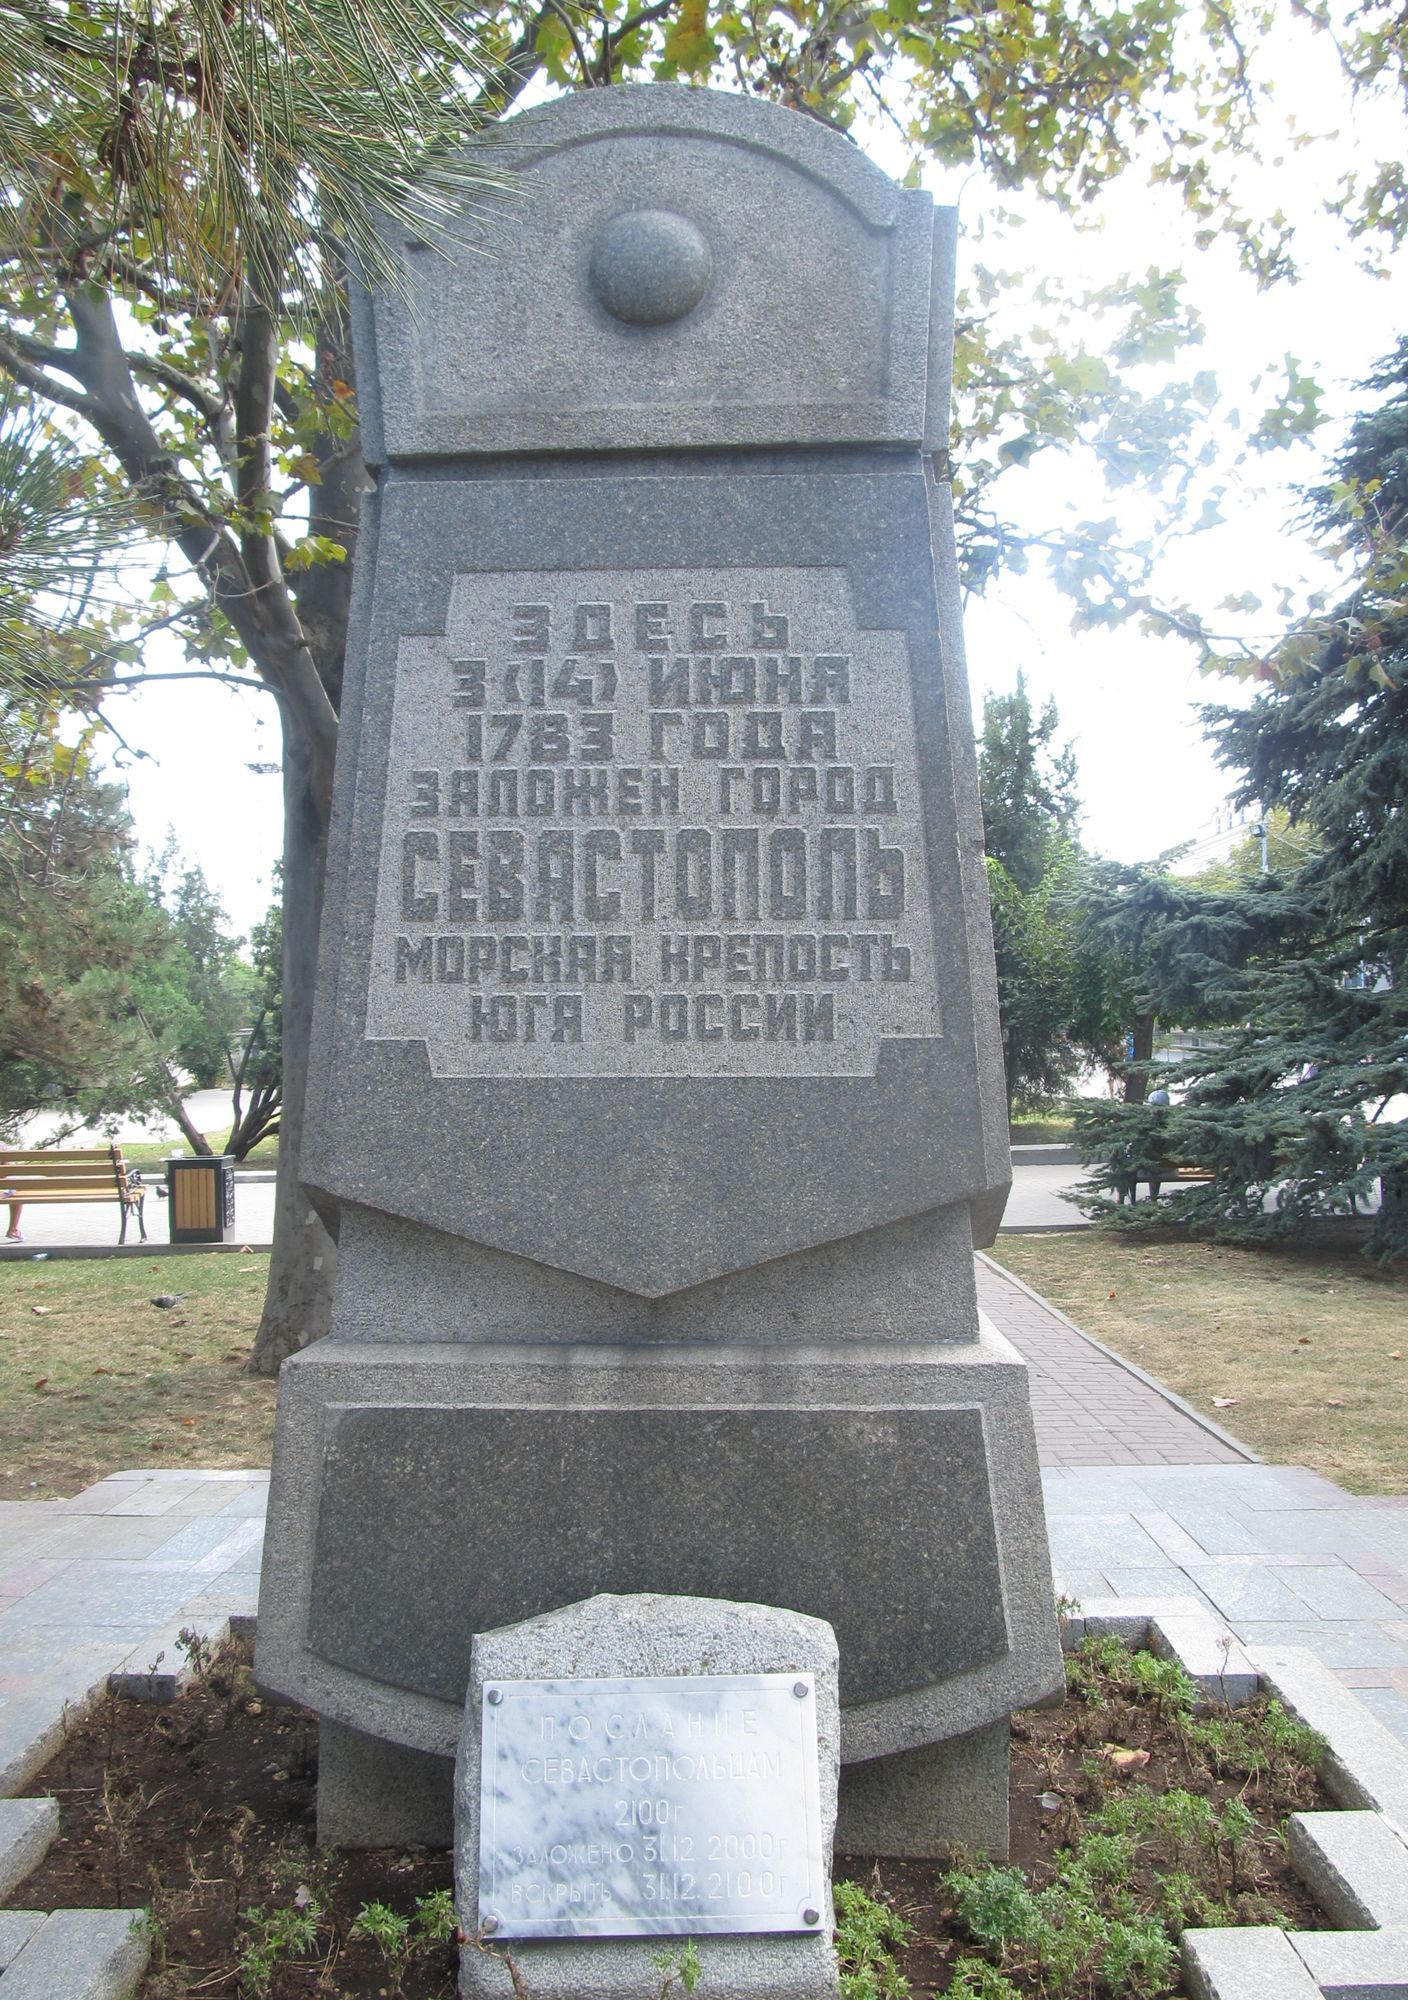 ЗДЕСЬ
3(14) ИЮНЯ
1783 ГОДА
ЗАЛОЖЕН ГОРОД
СЕВАСТОПОЛЬ
МОРСКАЯ КРЕПОСТЬ
ЮГА РОССИИ
ПОСЛАНИЕ
СЕВАСТОПОЛЬЦАМ
2100г
ЗАЛОЖЕНО 31.12.2000г
ВСКРЫТЬ 31.12.2100г